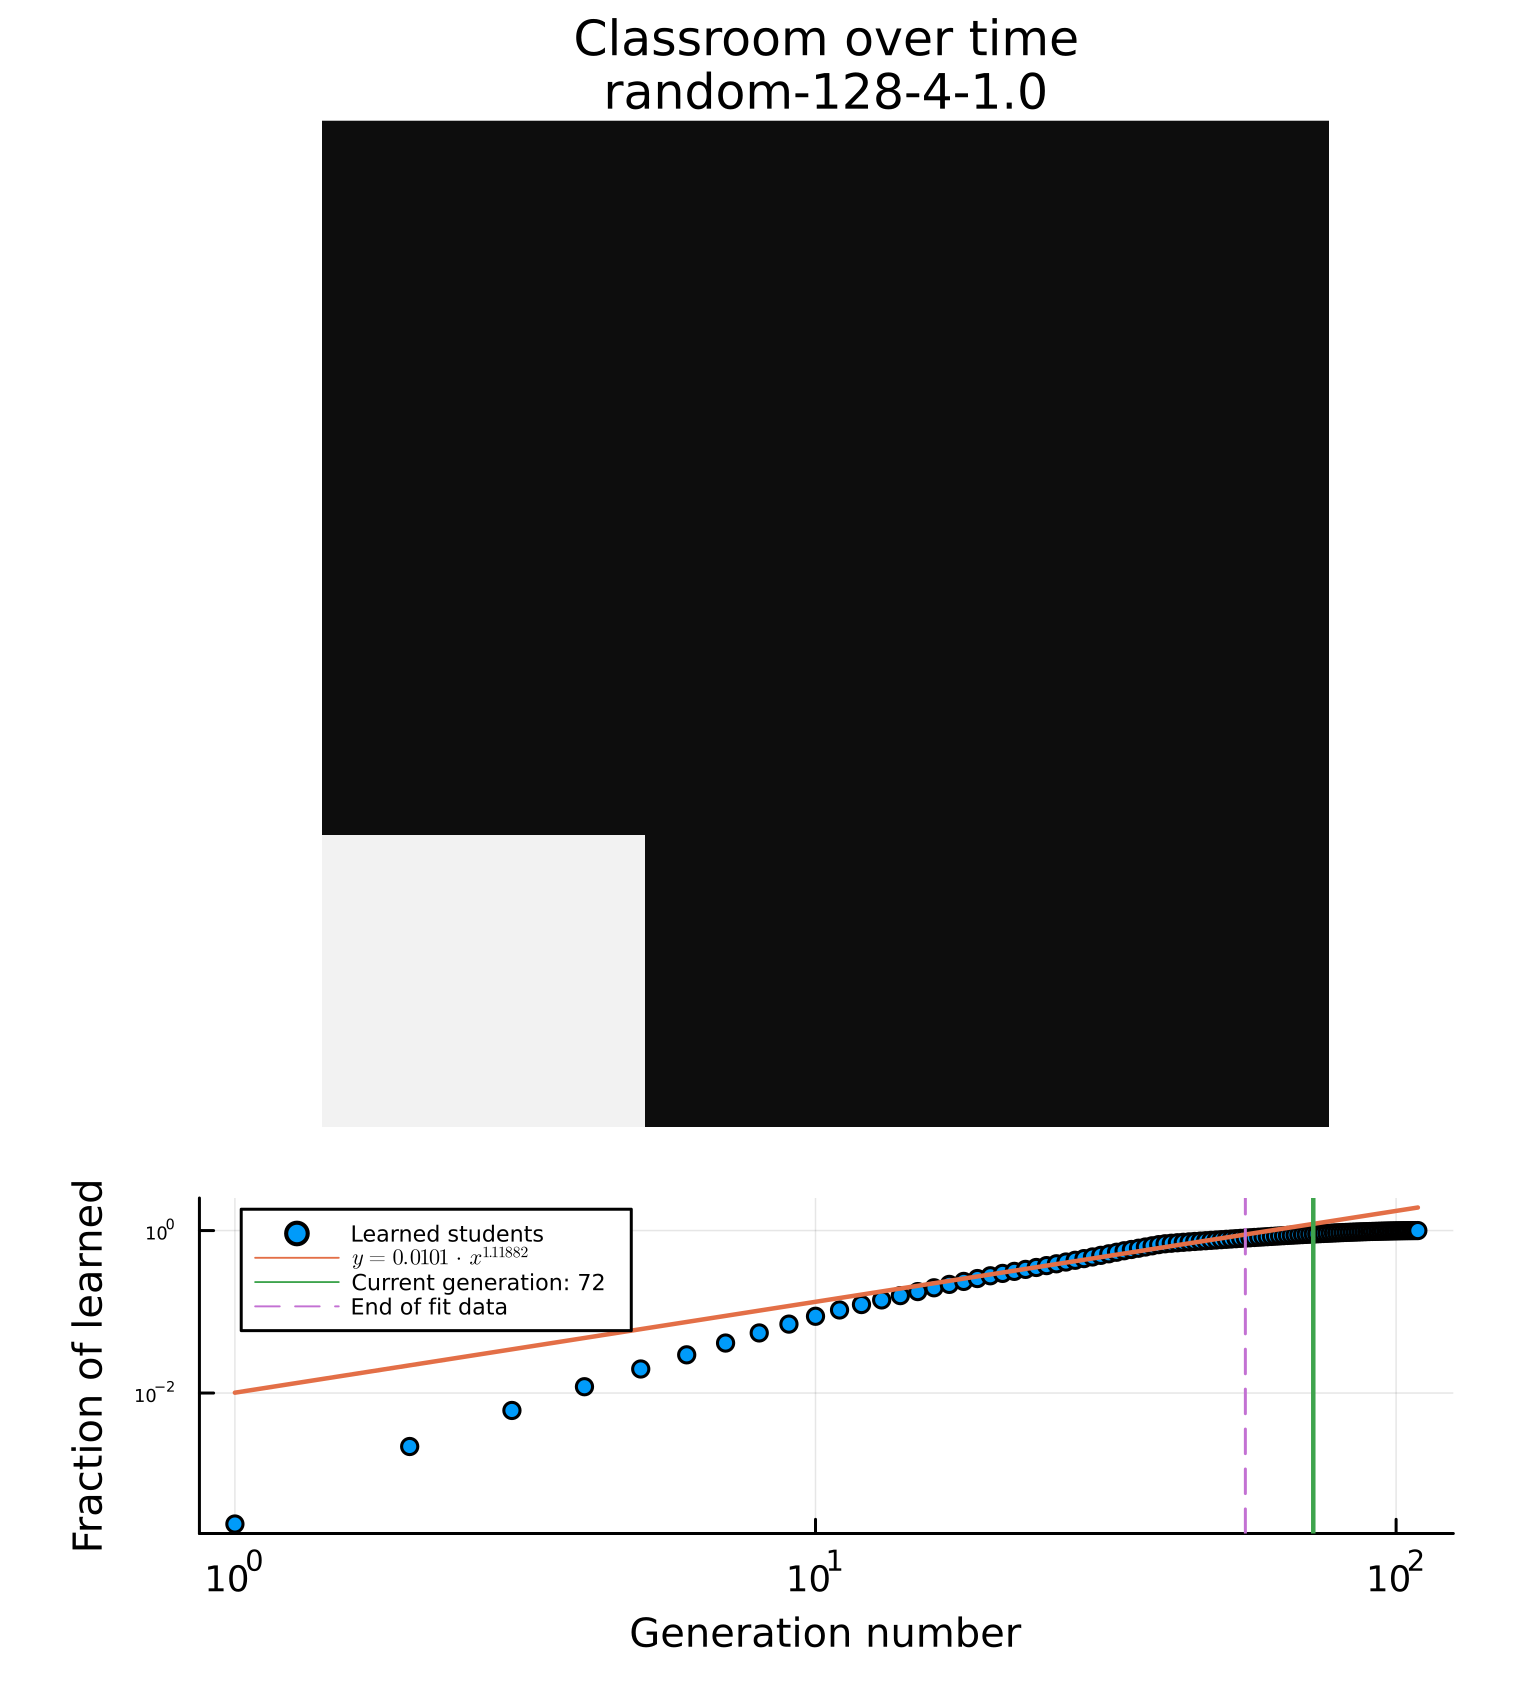 Classroom over time
random-128-4-1.0
Fraction of learned
10^0
10^-2
Learned students
y = 0.0101 · x^1.11882
Current generation: 72
End of fit data
10^0
10^1
10^2
Generation number